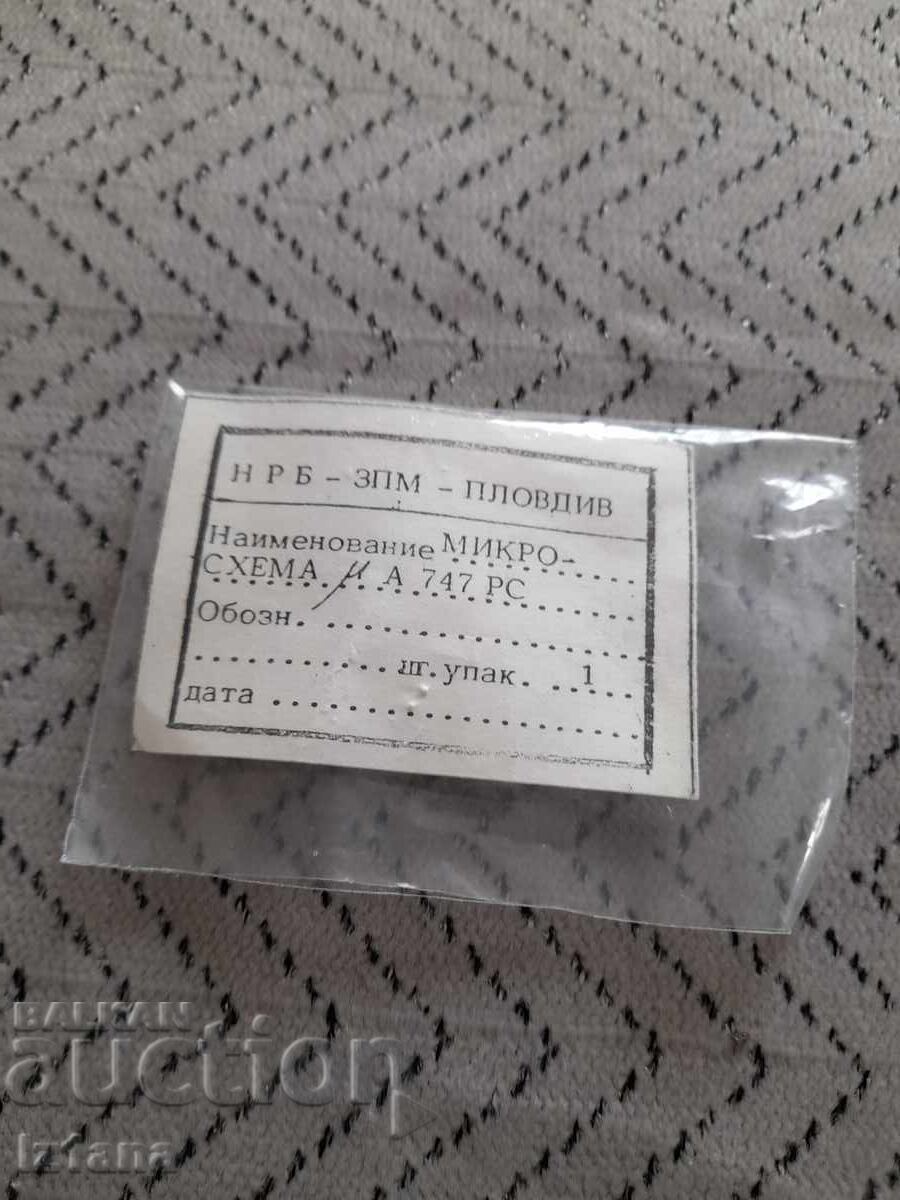 НРБ - ЗПМ - ПЛОВДИВ
Наименование МИКРО-
СХЕМА μ А 747 РС
Обозн. ....................
............ шт. упак. ... 1 ...
дата ....................
BALKAN
auction
Iztana